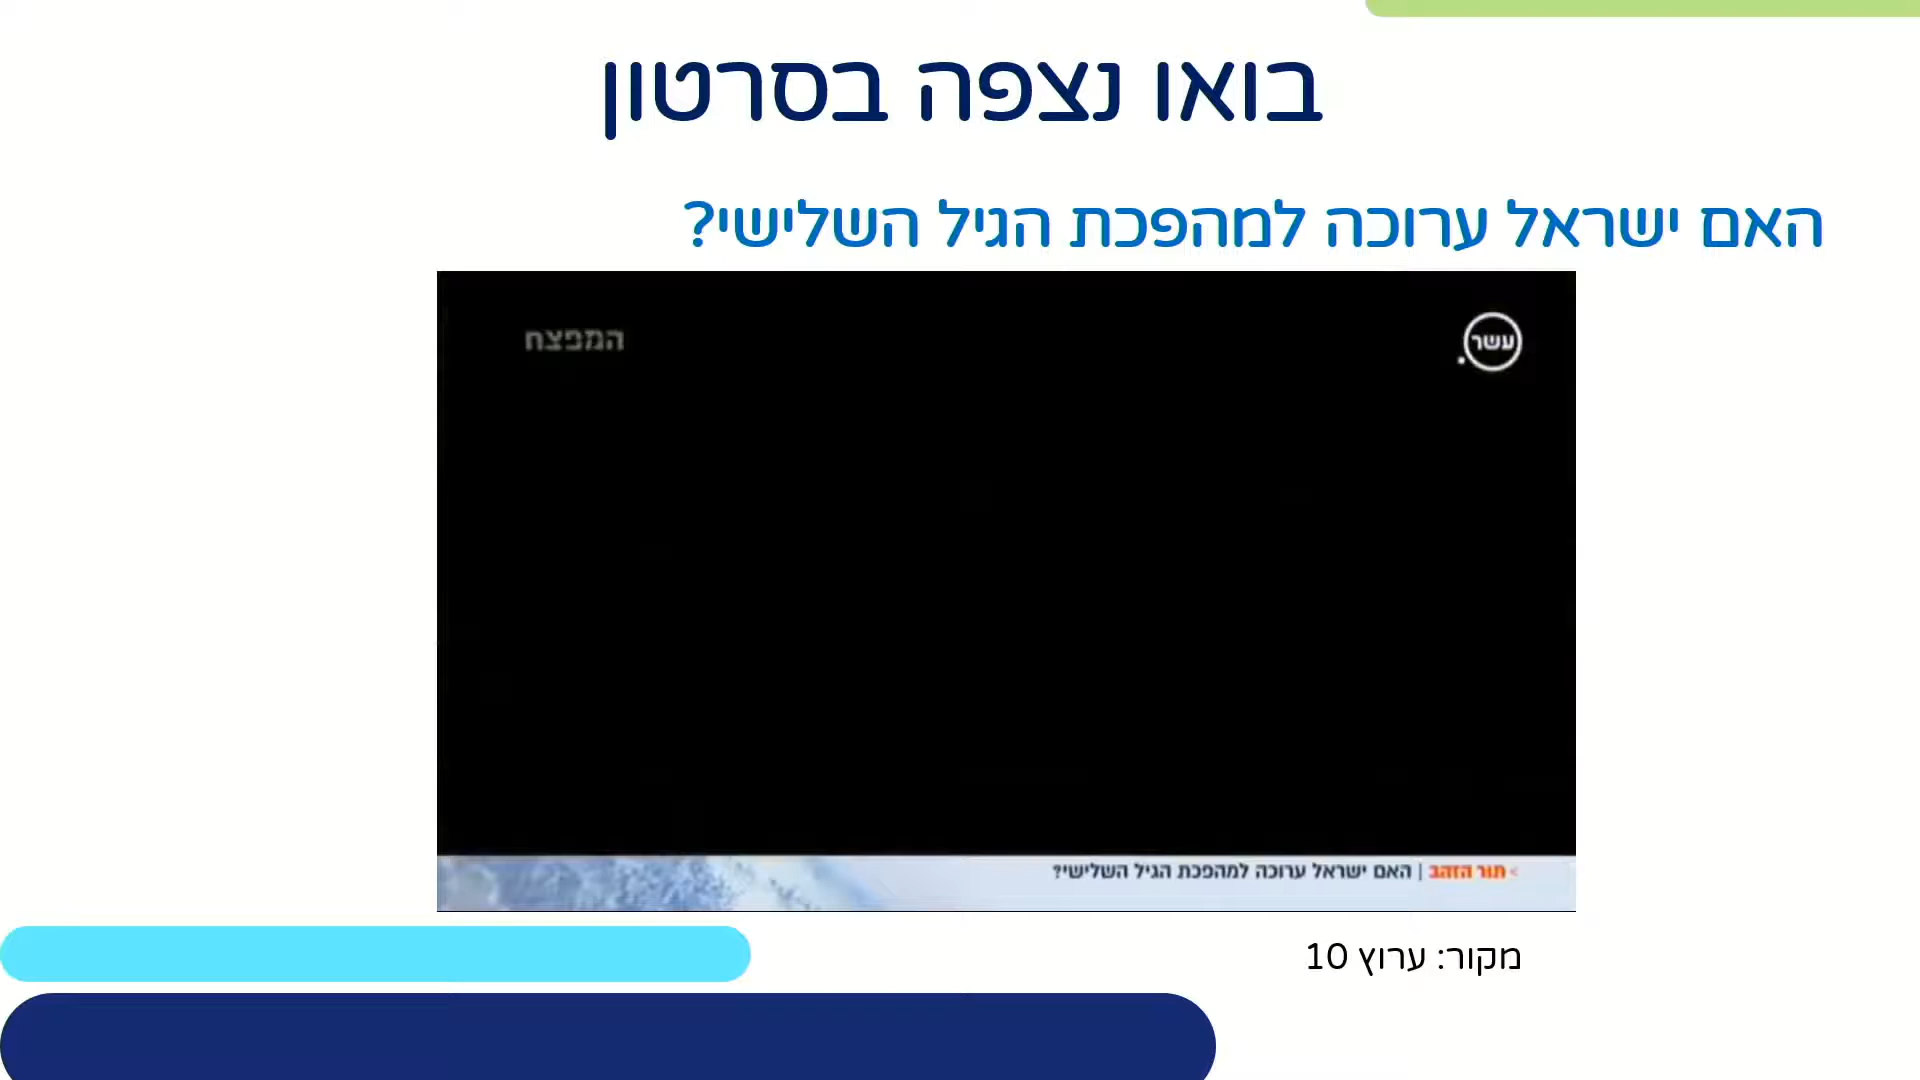 בואו נצפה בסרטון
האם ישראל ערוכה למהפכת הגיל השלישי?
עשר.
המפצח
> תור הזהב | האם ישראל ערוכה למהפכת הגיל השלישי?
מקור: ערוץ 10